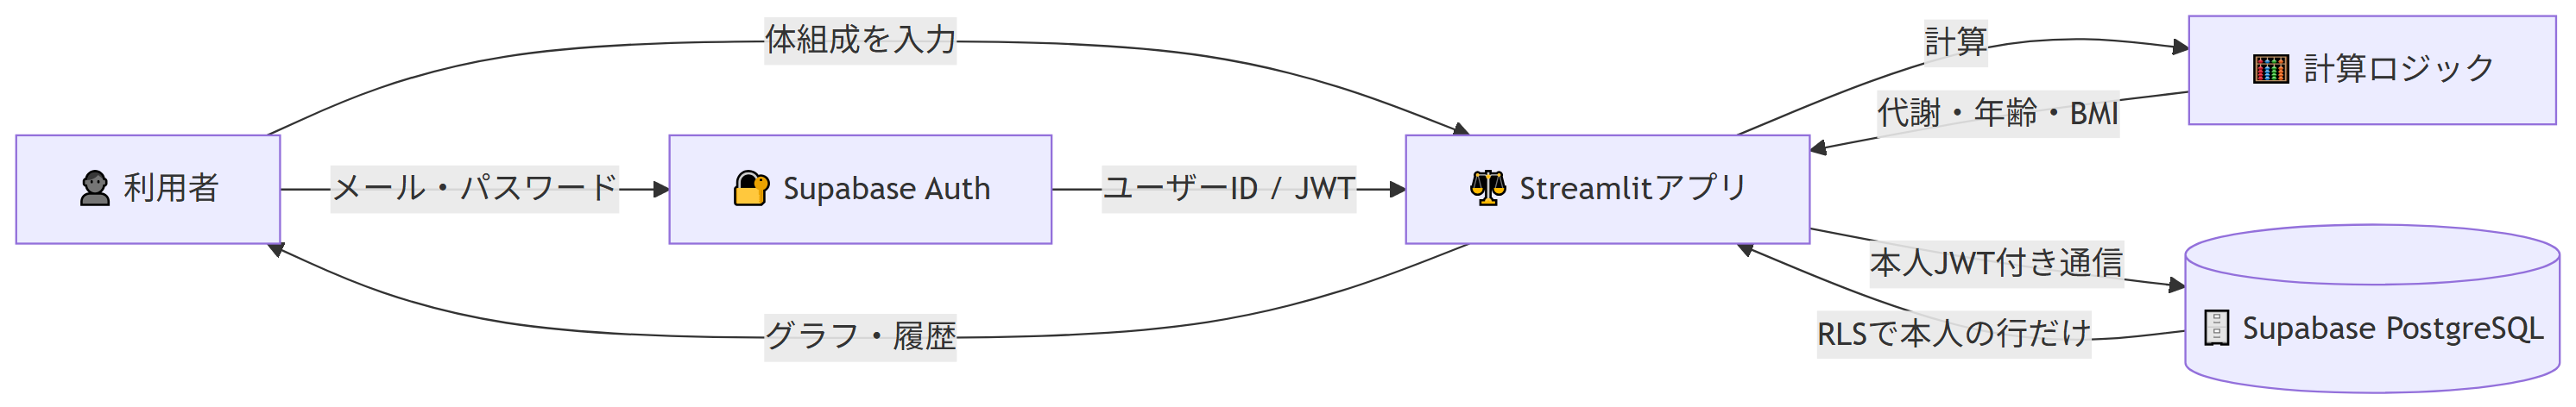 体組成を入力
計算
計算ロジック
代謝・年齢・BMI
利用者
メール・パスワード
Supabase Auth
ユーザーID / JWT
Streamlitアプリ
本人JWT付き通信
グラフ・履歴
RLSで本人の行だけ
Supabase PostgreSQL